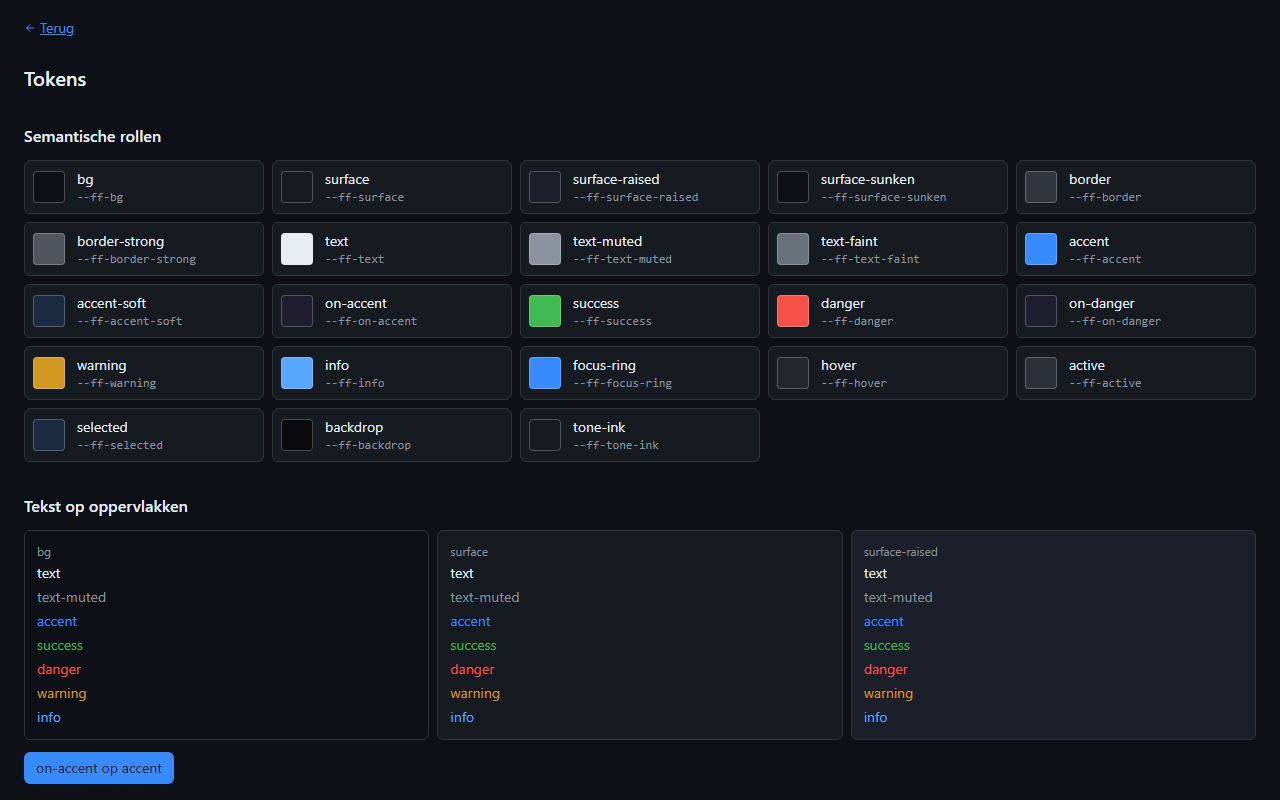 ← Terug
Tokens
Semantische rollen
bg
--ff-bg
surface
--ff-surface
surface-raised
--ff-surface-raised
surface-sunken
--ff-surface-sunken
border
--ff-border
border-strong
--ff-border-strong
text
--ff-text
text-muted
--ff-text-muted
text-faint
--ff-text-faint
accent
--ff-accent
accent-soft
--ff-accent-soft
on-accent
--ff-on-accent
success
--ff-success
danger
--ff-danger
on-danger
--ff-on-danger
warning
--ff-warning
info
--ff-info
focus-ring
--ff-focus-ring
hover
--ff-hover
active
--ff-active
selected
--ff-selected
backdrop
--ff-backdrop
tone-ink
--ff-tone-ink
Tekst op oppervlakken
bg
text
text-muted
accent
success
danger
warning
info
surface
text
text-muted
accent
success
danger
warning
info
surface-raised
text
text-muted
accent
success
danger
warning
info
on-accent op accent